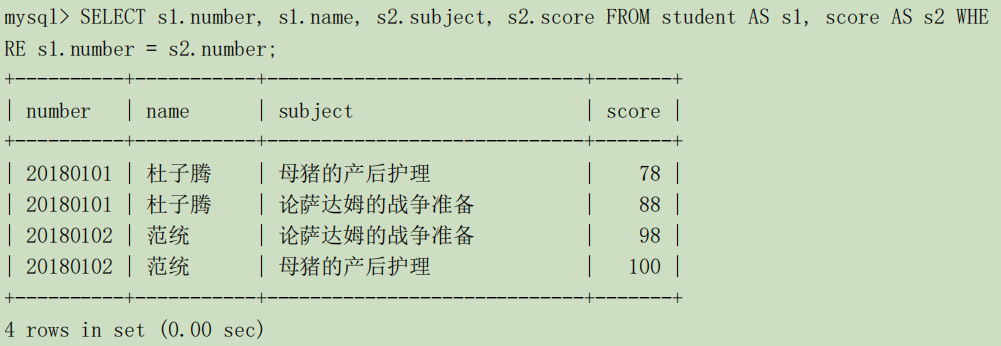 mysql> SELECT s1.number, s1.name, s2.subject, s2.score FROM student AS s1, score AS s2 WHE
RE s1.number = s2.number;
+----------+-----------+-----------------------------+-------+
| number   | name      | subject                     | score |
+----------+-----------+-----------------------------+-------+
| 20180101 | 杜子腾    | 母猪的产后护理              |    78 |
| 20180101 | 杜子腾    | 论萨达姆的战争准备          |    88 |
| 20180102 | 范统      | 论萨达姆的战争准备          |    98 |
| 20180102 | 范统      | 母猪的产后护理              |   100 |
+----------+-----------+-----------------------------+-------+
4 rows in set (0.00 sec)